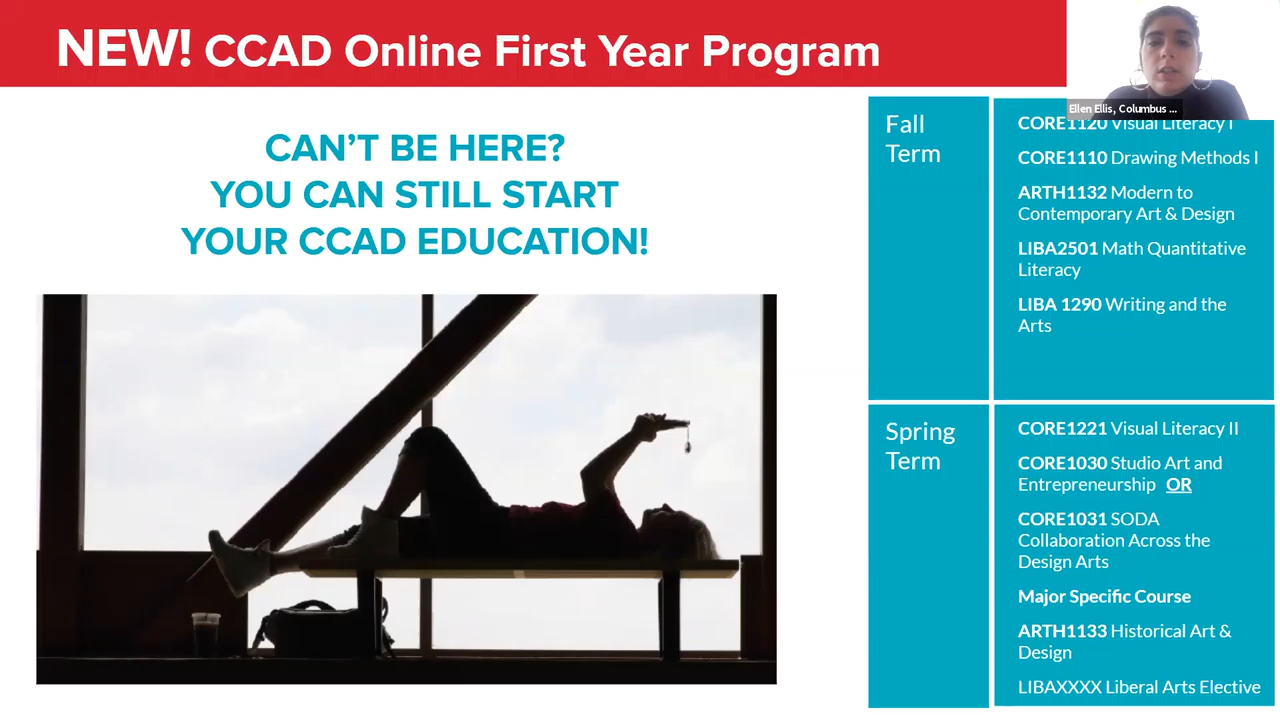 NEW! CCAD Online First Year Program
Ellen Ellis, Columbus ...
CAN'T BE HERE?
YOU CAN STILL START
YOUR CCAD EDUCATION!
Fall
Term
CORE1120 Visual Literacy I
CORE1110 Drawing Methods I
ARTH1132 Modern to
Contemporary Art & Design
LIBA2501 Math Quantitative
Literacy
LIBA 1290 Writing and the
Arts
Spring
Term
CORE1221 Visual Literacy II
CORE1030 Studio Art and
Entrepreneurship OR
CORE1031 SODA
Collaboration Across the
Design Arts
Major Specific Course
ARTH1133 Historical Art &
Design
LIBAXXXX Liberal Arts Elective